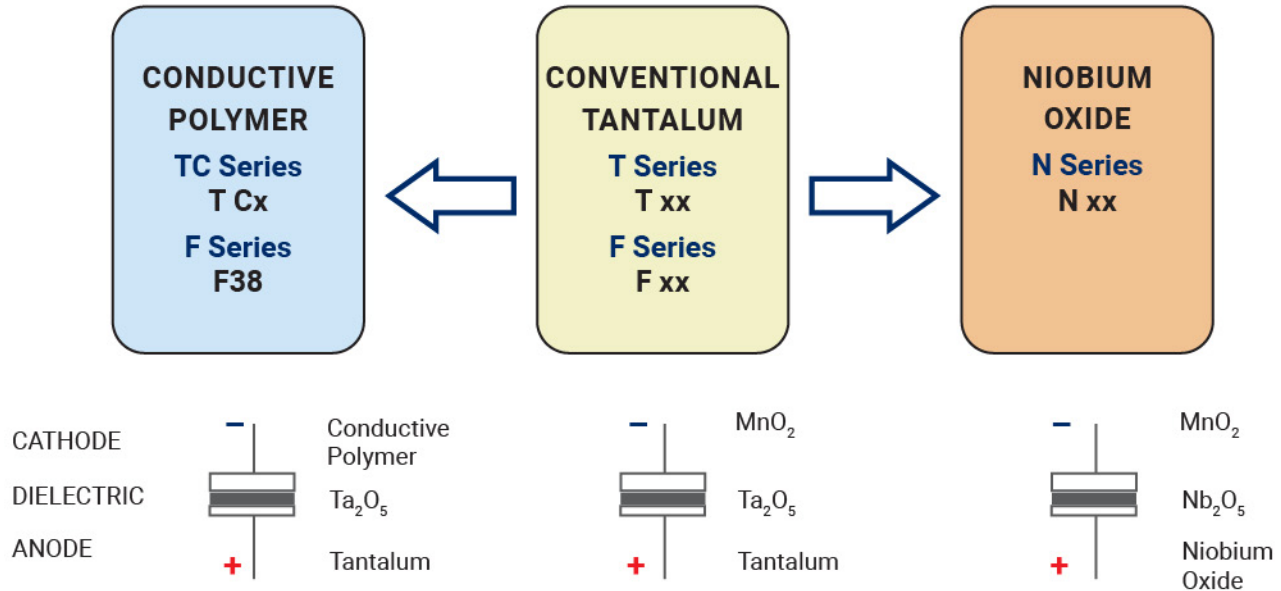 CONDUCTIVE
POLYMER
TC Series
T Cx
F Series
F38
CONVENTIONAL
TANTALUM
T Series
T xx
F Series
F xx
NIOBIUM
OXIDE
N Series
N xx
CATHODE
DIELECTRIC
ANODE
−
Conductive
Polymer
Ta₂O₅
+
Tantalum
−
MnO₂
Ta₂O₅
+
Tantalum
−
MnO₂
Nb₂O₅
+
Niobium
Oxide